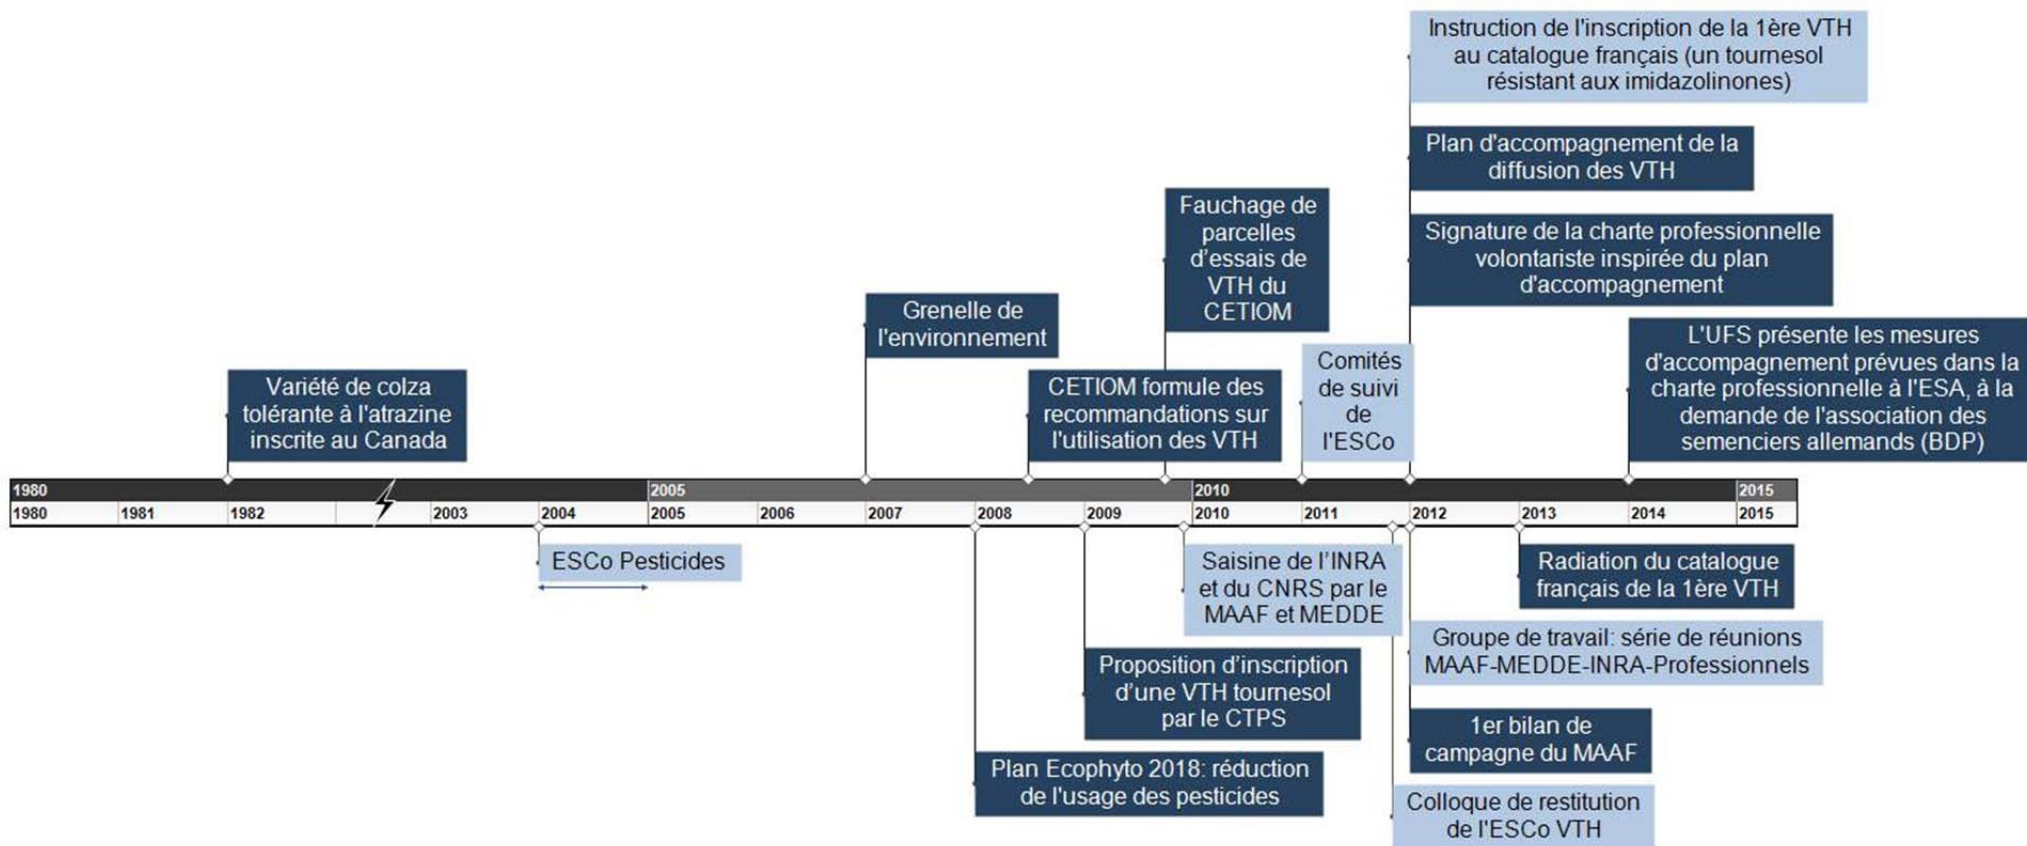 Instruction de l'inscription de la 1ère VTH
au catalogue français (un tournesol
résistant aux imidazolinones)
Plan d'accompagnement de la
diffusion des VTH
Signature de la charte professionnelle
volontariste inspirée du plan
d'accompagnement
Fauchage de
parcelles
d’essais de
VTH du
CETIOM
Grenelle de
l'environnement
L'UFS présente les mesures
d'accompagnement prévues dans la
charte professionnelle à l'ESA, à la
demande de l'association des
semenciers allemands (BDP)
Comités
de suivi
de
l'ESCo
Variété de colza
tolérante à l'atrazine
inscrite au Canada
CETIOM formule des
recommandations sur
l'utilisation des VTH
1980 2005 2010 2015
1980 1981 1982 2003 2004 2005 2006 2007 2008 2009 2010 2011 2012 2013 2014 2015
ESCo Pesticides
Saisine de l’INRA
et du CNRS par le
MAAF et MEDDE
Radiation du catalogue
français de la 1ère VTH
Groupe de travail: série de réunions
MAAF-MEDDE-INRA-Professionnels
Proposition d’inscription
d’une VTH tournesol
par le CTPS
1er bilan de
campagne du MAAF
Plan Ecophyto 2018: réduction
de l'usage des pesticides
Colloque de restitution
de l'ESCo VTH